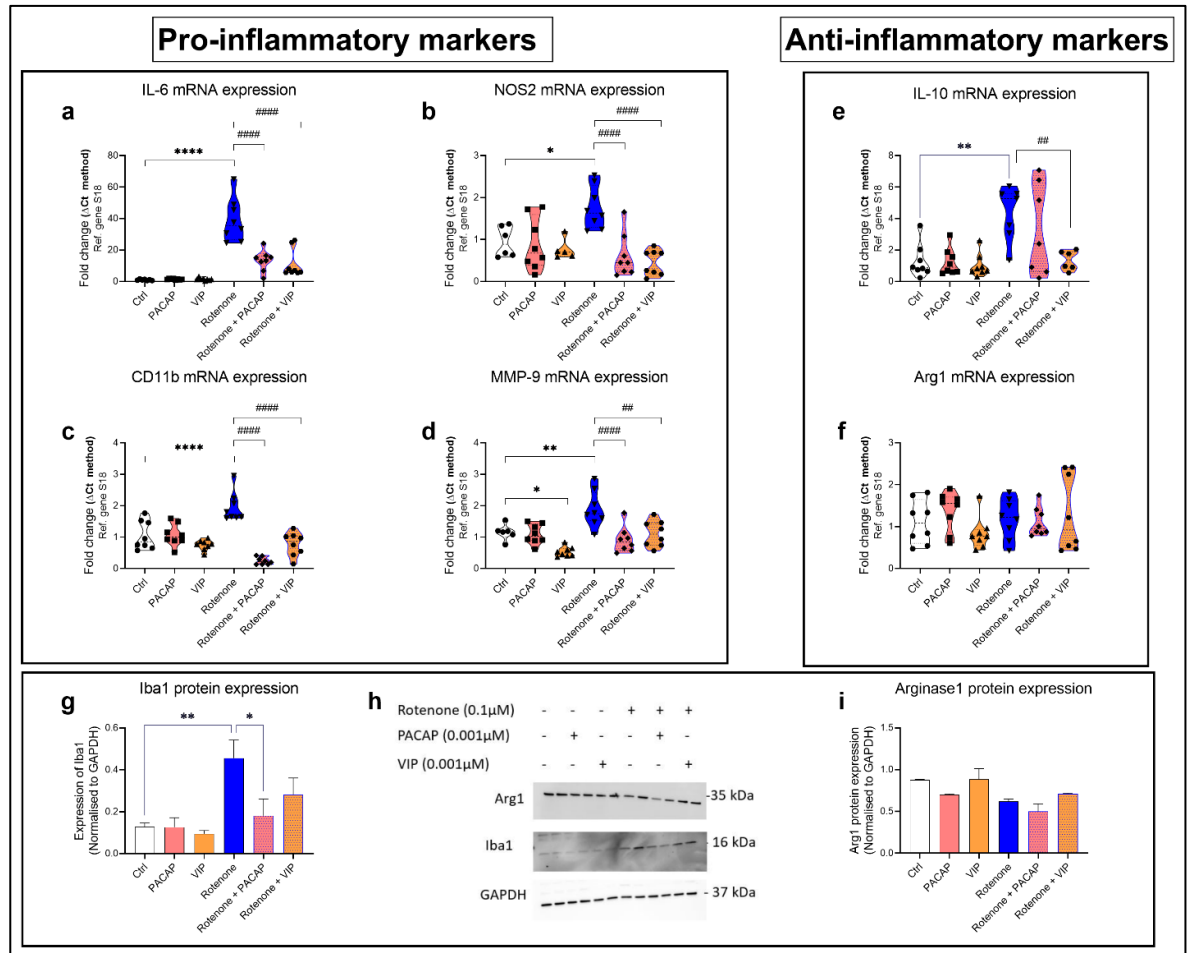 Pro-inflammatory markers
Anti-inflammatory markers
a
IL-6 mRNA expression
Fold change (ΔCt method)
Ref. gene S18
80
60
40
20
0
****
####
####
Ctrl
PACAP
VIP
Rotenone
Rotenone + PACAP
Rotenone + VIP
b
NOS2 mRNA expression
Fold change (ΔCt method)
Ref. gene S18
3
2
1
0
*
####
####
Ctrl
PACAP
VIP
Rotenone
Rotenone + PACAP
Rotenone + VIP
e
IL-10 mRNA expression
Fold change (ΔCt method)
Ref. gene S18
8
6
4
2
0
**
##
Ctrl
PACAP
VIP
Rotenone
Rotenone + PACAP
Rotenone + VIP
c
CD11b mRNA expression
Fold change (ΔCt method)
Ref. gene S18
4
3
2
1
0
****
####
####
Ctrl
PACAP
VIP
Rotenone
Rotenone + PACAP
Rotenone + VIP
d
MMP-9 mRNA expression
Fold change (ΔCt method)
Ref. gene S18
4
3
2
1
0
**
*
##
####
Ctrl
PACAP
VIP
Rotenone
Rotenone + PACAP
Rotenone + VIP
f
Arg1 mRNA expression
Fold change (ΔCt method)
Ref. gene S18
3
2
1
0
Ctrl
PACAP
VIP
Rotenone
Rotenone + PACAP
Rotenone + VIP
g
Iba1 protein expression
Expression of Iba1
(Normalised to GAPDH)
0.6
0.4
0.2
0.0
**
*
Ctrl
PACAP
VIP
Rotenone
Rotenone + PACAP
Rotenone + VIP
h
Rotenone (0.1µM) - - - + + +
PACAP (0.001µM) - + - - + -
VIP (0.001µM) - - + - - +
Arg1 -35 kDa
Iba1 - 16 kDa
GAPDH - 37 kDa
i
Arginase1 protein expression
Arg1 protein expression
(Normalised to GAPDH)
1.5
1.0
0.5
0.0
Ctrl
PACAP
VIP
Rotenone
Rotenone + PACAP
Rotenone + VIP